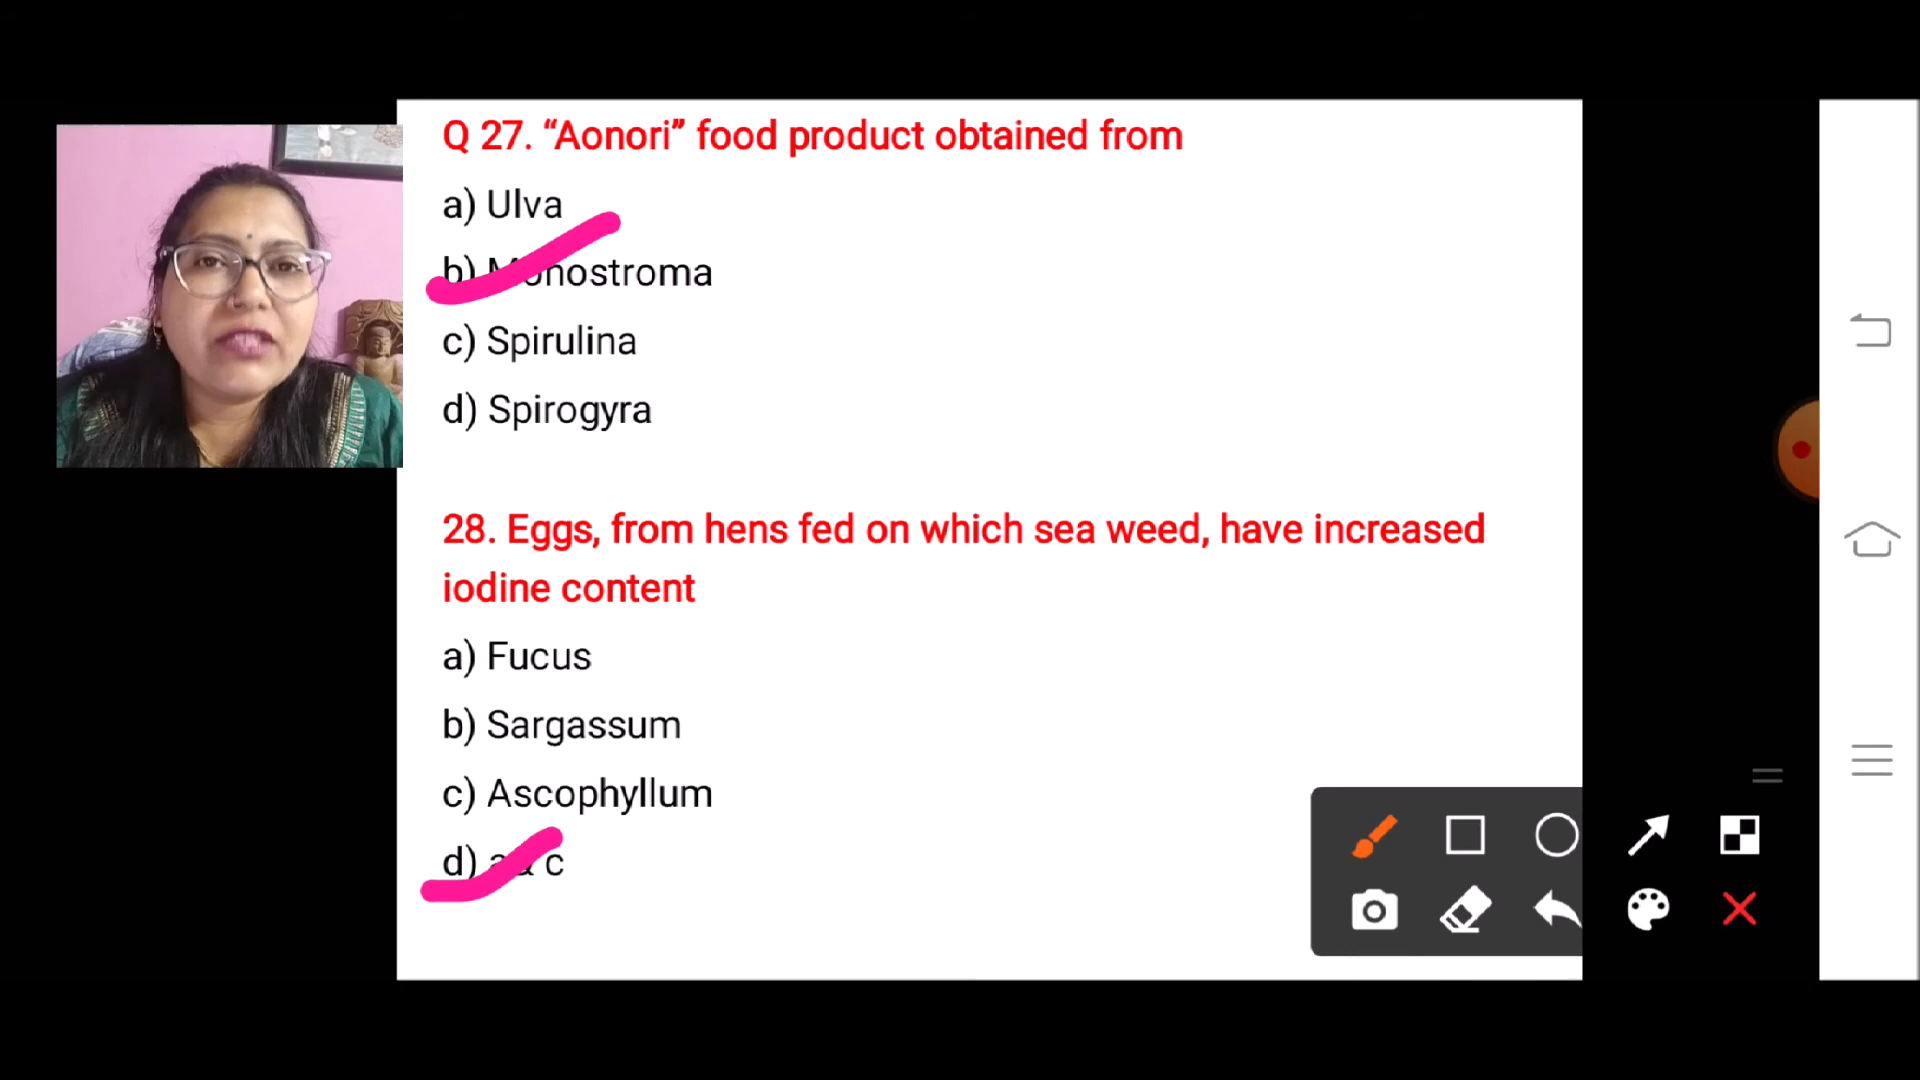 Q 27. “Aonori” food product obtained from
a) Ulva
b) Monostroma
c) Spirulina
d) Spirogyra
28. Eggs, from hens fed on which sea weed, have increased
iodine content
a) Fucus
b) Sargassum
c) Ascophyllum
d) a & c